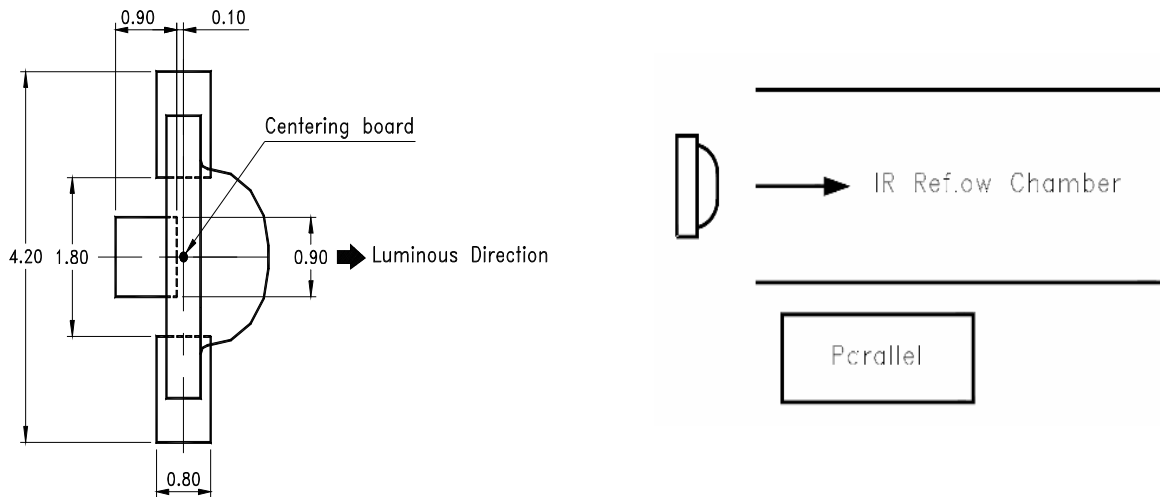 0.90
0.10
Centering board
4.20
1.80
0.90
Luminous Direction
0.80
IR Ref.ow Chamber
Parallel